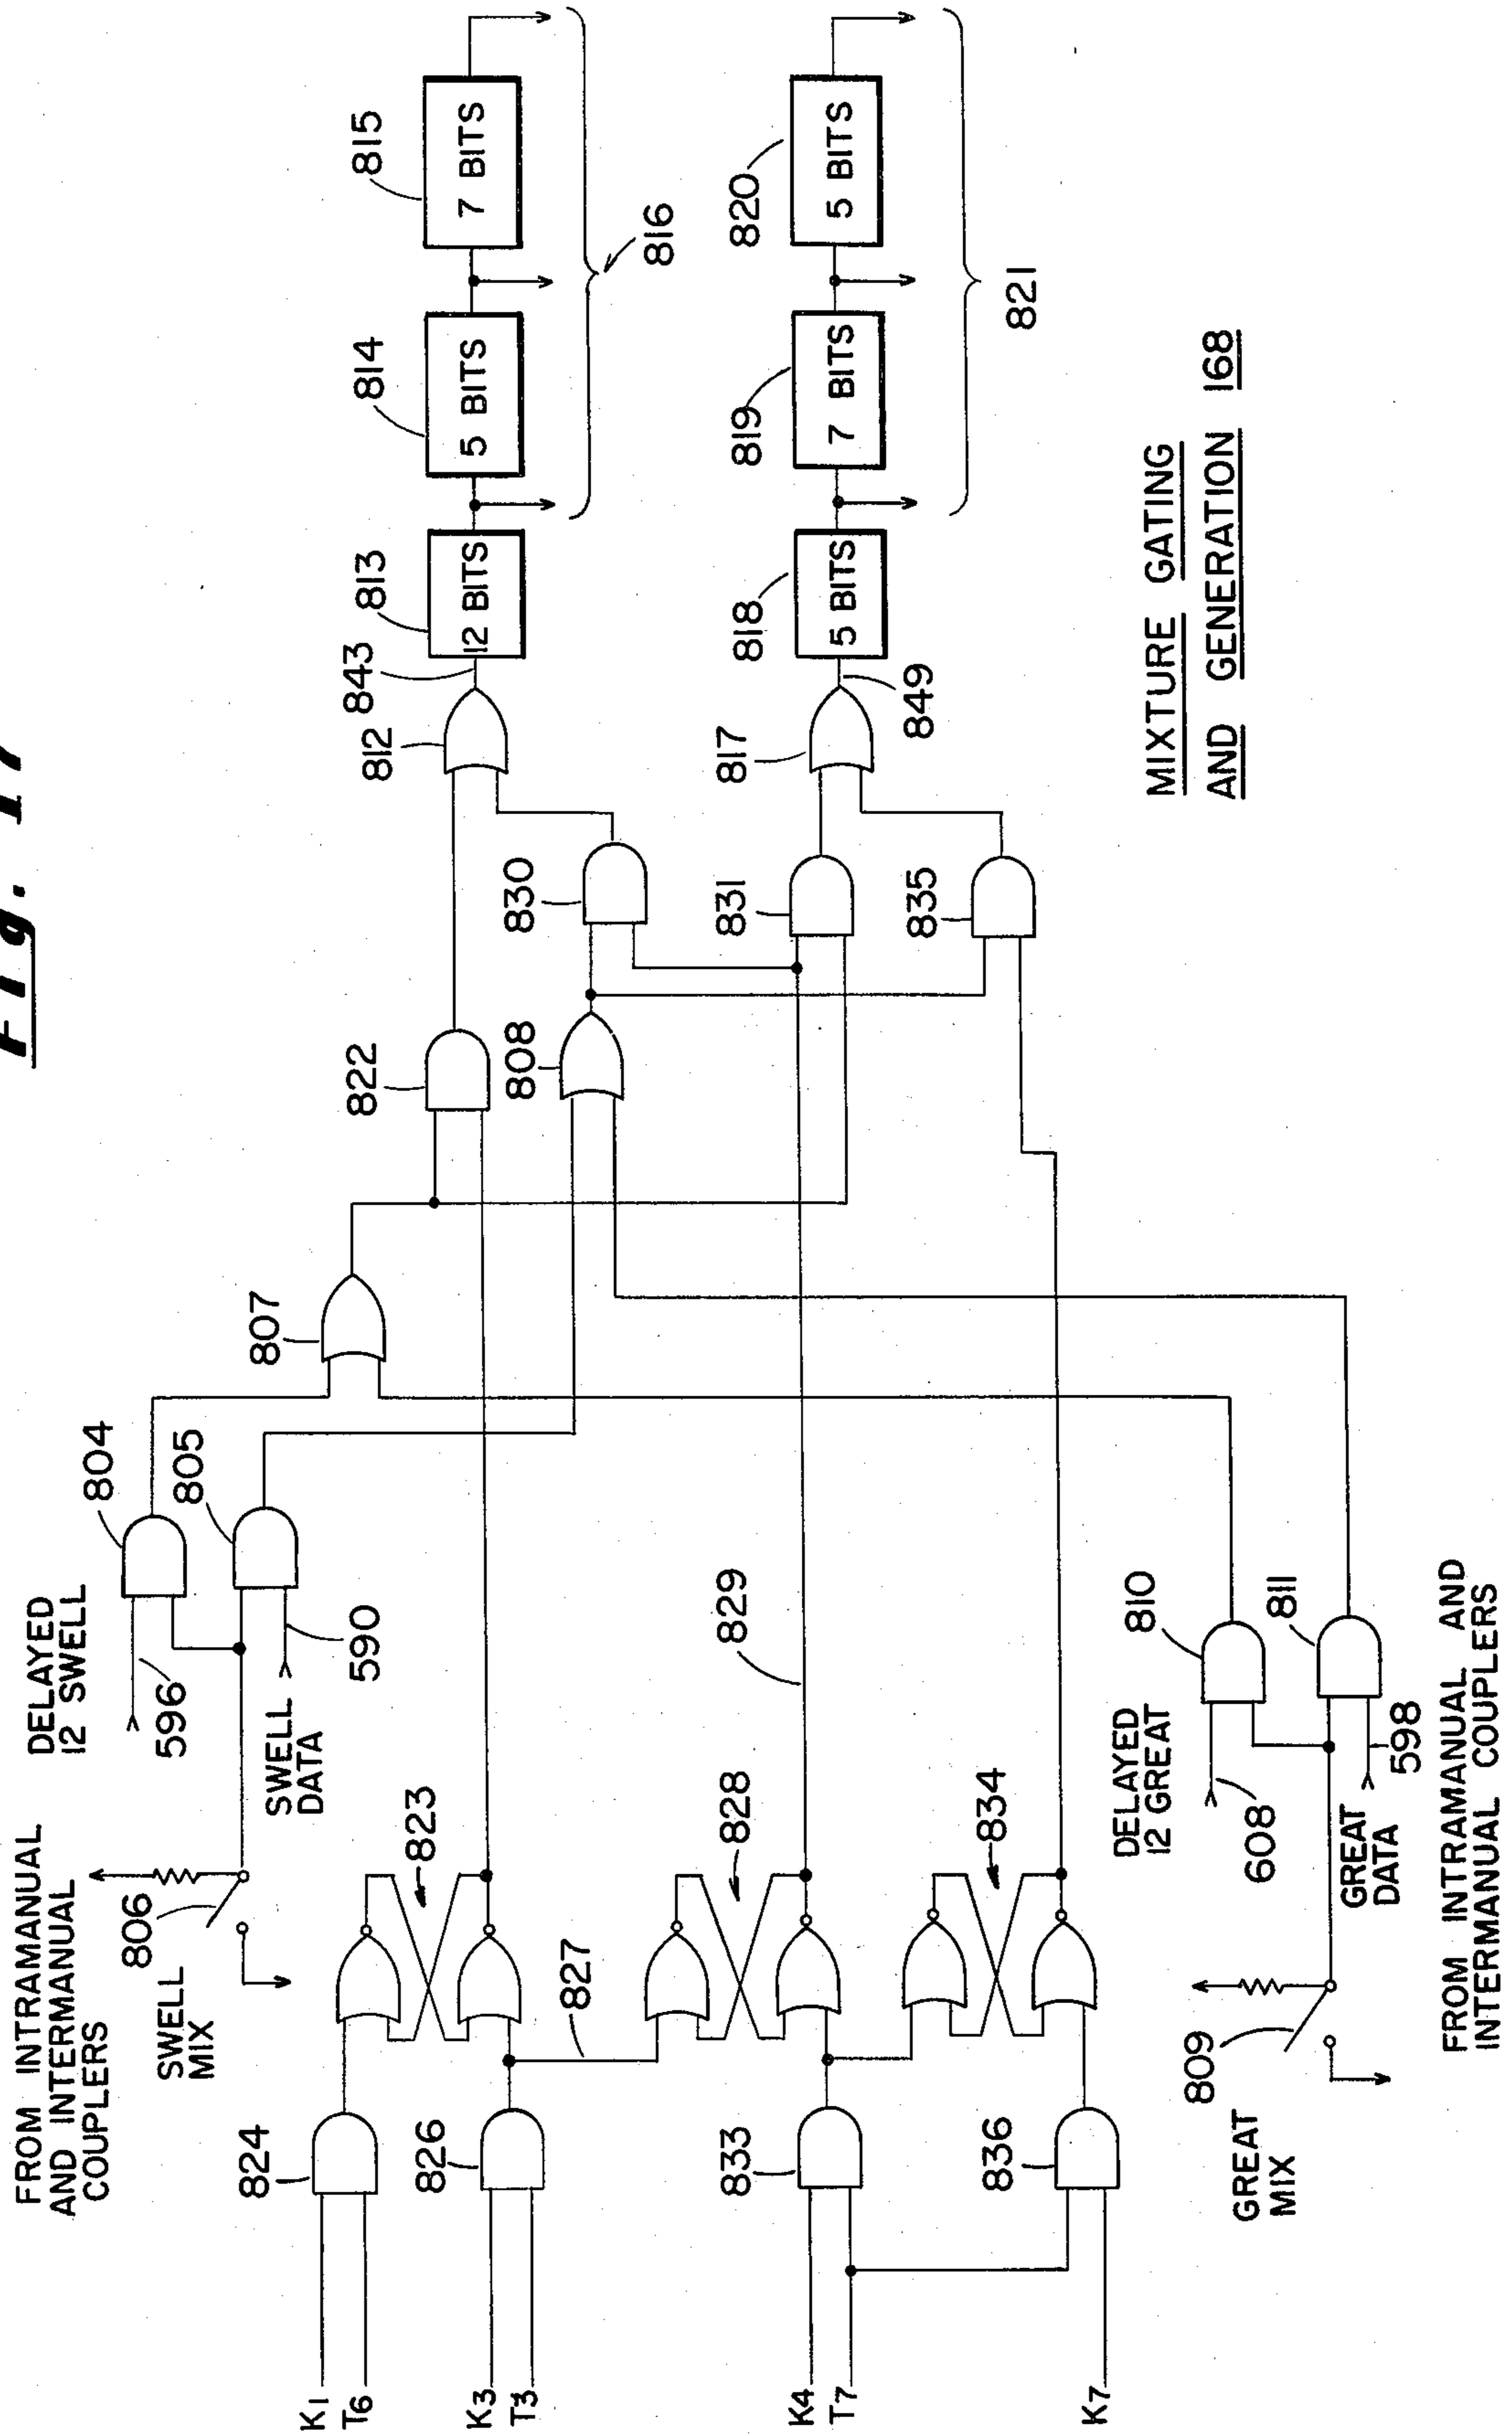 Fig. 17
FROM INTRAMANUAL
AND INTERMANUAL
COUPLERS
DELAYED
12 SWELL
804
805
596
590
SWELL
DATA
806
SWELL
MIX
807
822
808
812
843
813
12 BITS
814
5 BITS
815
7 BITS
816
830
831
835
817
849
818
5 BITS
819
7 BITS
820
5 BITS
821
824
823
826
827
828
829
833
834
836
K1
T6
K3
T3
K4
T7
K7
DELAYED
12 GREAT
810
811
608
598
GREAT
DATA
809
GREAT
MIX
FROM INTRAMANUAL AND
INTERMANUAL COUPLERS
MIXTURE GATING
AND GENERATION 168